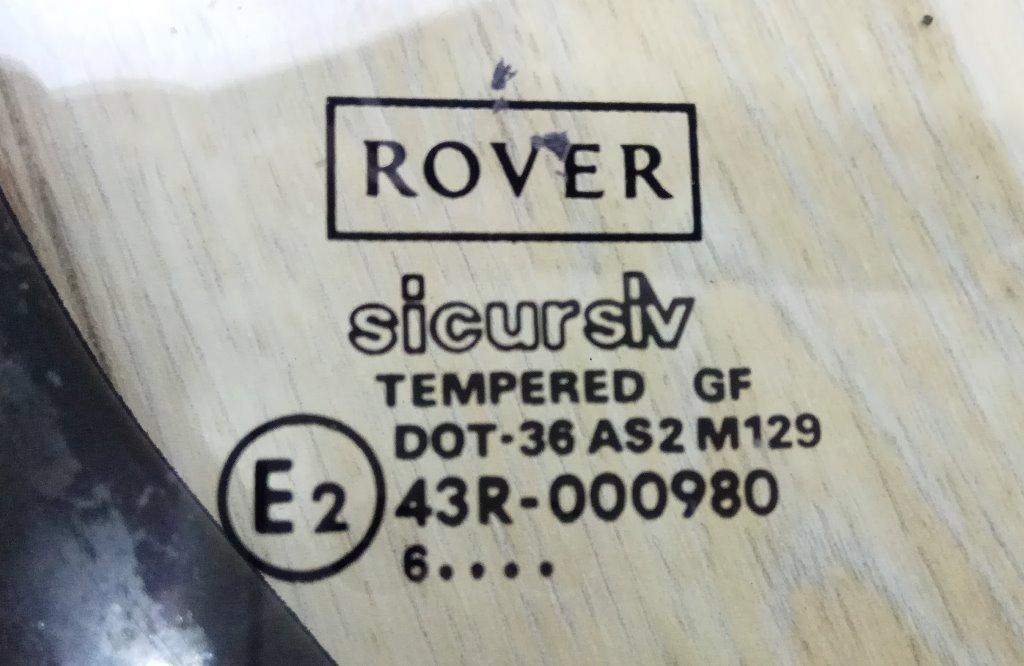 ROVER
sicursiv
TEMPERED GF
DOT-36 AS2 M129
E2 43R-000980
6....